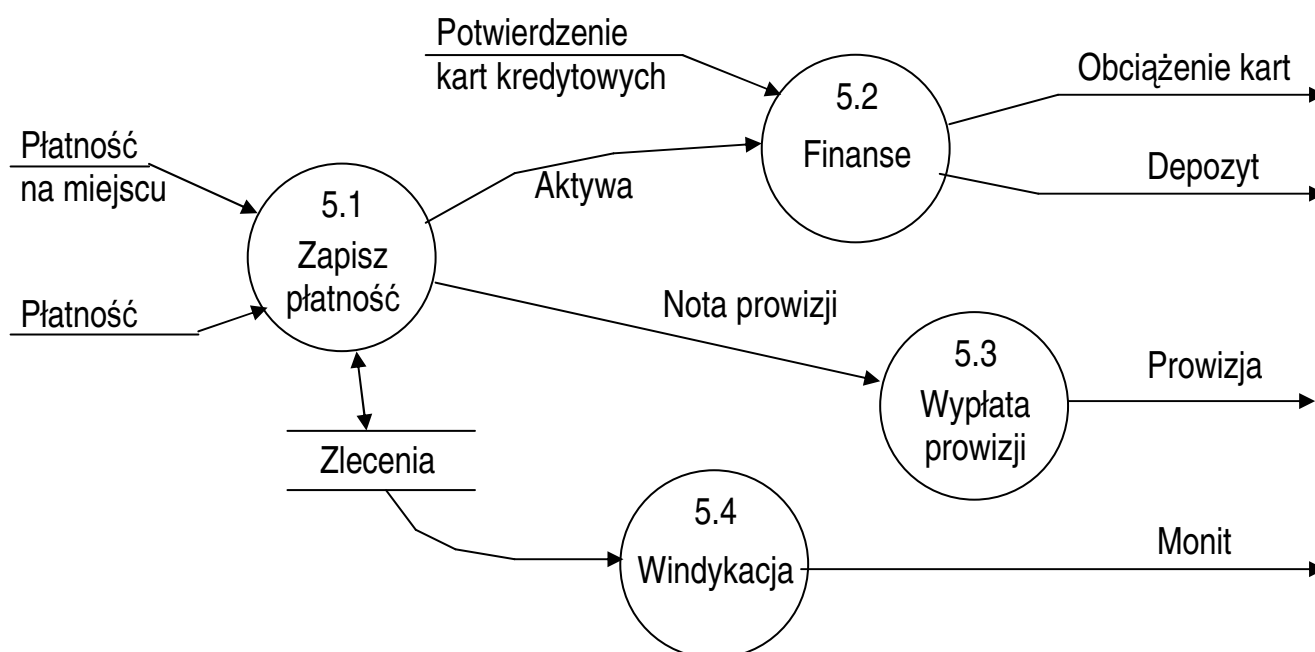 Potwierdzenie
kart kredytowych
Obciążenie kart
5.2
Finanse
Depozyt
Płatność
na miejscu
Aktywa
5.1
Zapisz
płatność
Płatność
Nota prowizji
5.3
Wypłata
prowizji
Prowizja
Zlecenia
5.4
Windykacja
Monit